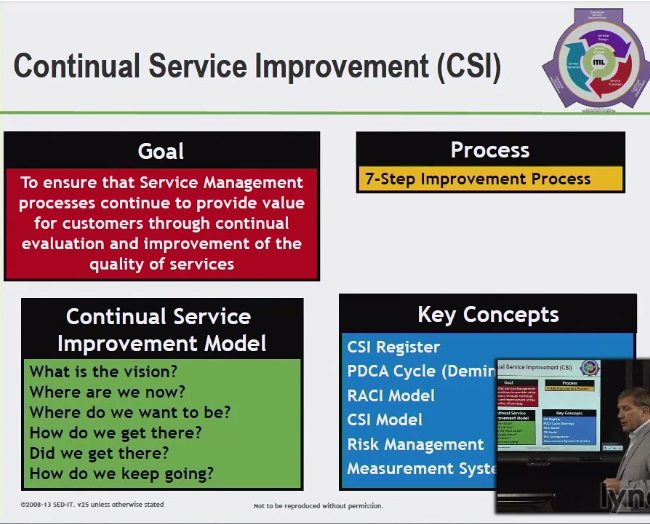 Continual Service Improvement (CSI)
ITIL
Goal
To ensure that Service Management
processes continue to provide value
for customers through continual
evaluation and improvement of the
quality of services
Process
7-Step Improvement Process
Continual Service
Improvement Model
What is the vision?
Where are we now?
Where do we want to be?
How do we get there?
Did we get there?
How do we keep going?
Key Concepts
CSI Register
PDCA Cycle (Demin
RACI Model
CSI Model
Risk Management
Measurement Syste
nual Service Improvement (CSI)
Goal
Process
Key Concepts
lyn
©2008-13 SED-IT. v25 unless otherwise stated
Not to be reproduced without permission.